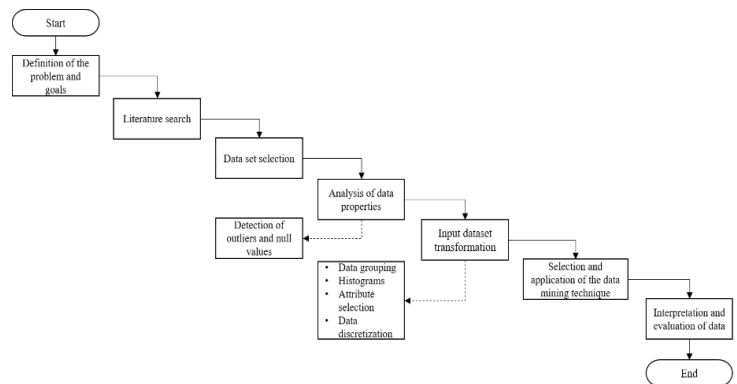 Start
Definition of the
problem and
goals
Literature search
Data set selection
Analysis of data
properties
Detection of
outliers and null
values
Input dataset
transformation
• Data grouping
• Histograms
• Attribute
selection
• Data
discretization
Selection and
application of the data
mining technique
Interpretation and
evaluation of data
End